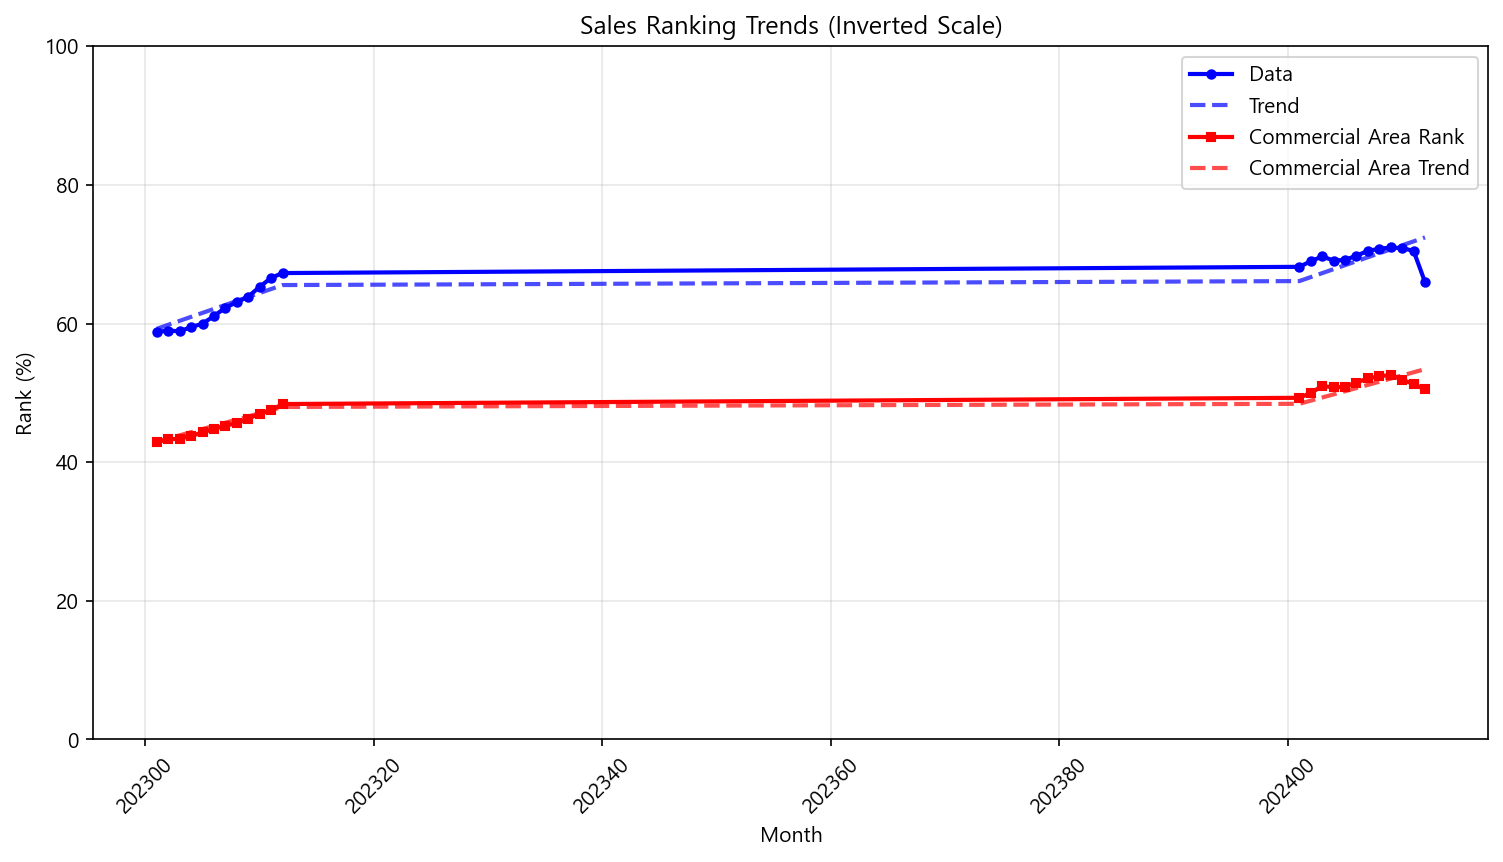 Sales Ranking Trends (Inverted Scale)
Data
Trend
Commercial Area Rank
Commercial Area Trend
Rank (%)
100
80
60
40
20
0
202300
202320
202340
202360
202380
202400
Month